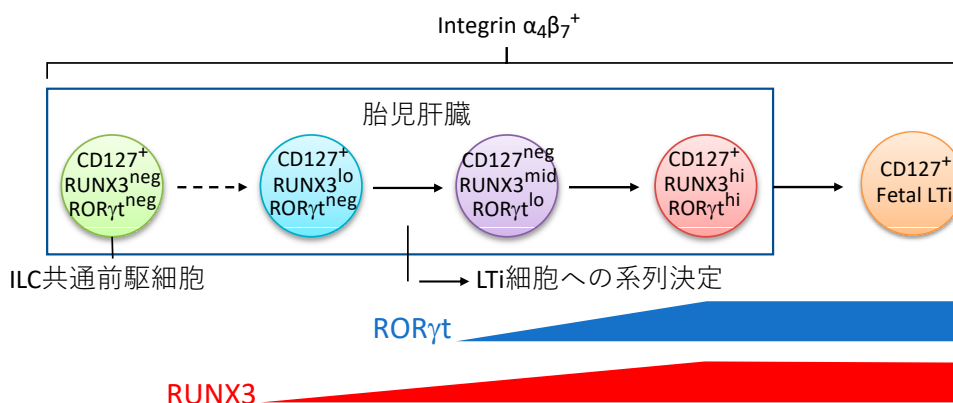 Integrin α₄β₇⁺
胎児肝臓
CD127⁺
RUNX3ⁿᵉᵍ
RORγtⁿᵉᵍ
CD127⁺
RUNX3ˡᵒ
RORγtⁿᵉᵍ
CD127ⁿᵉᵍ
RUNX3ᵐⁱᵈ
RORγtˡᵒ
CD127⁺
RUNX3ʰⁱ
RORγtʰⁱ
CD127⁺
Fetal LTi
ILC共通前駆細胞
LTi細胞への系列決定
RORγt
RUNX3